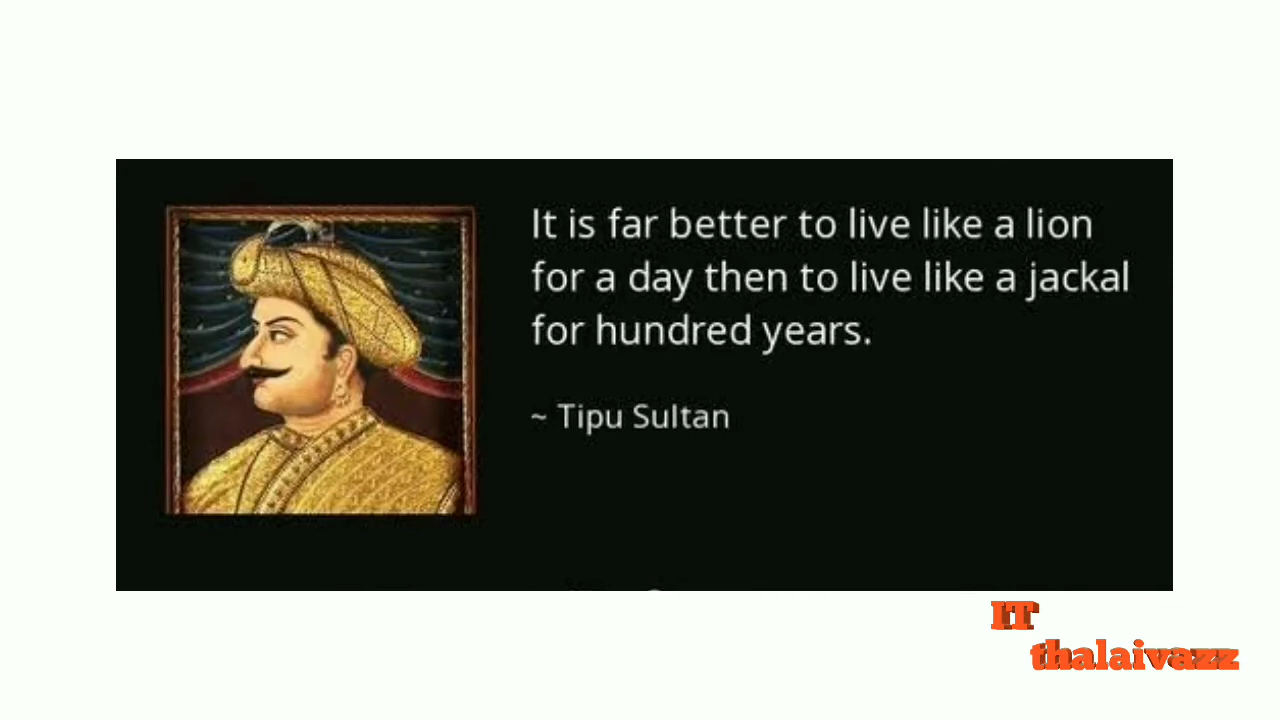 It is far better to live like a lion
for a day then to live like a jackal
for hundred years.
~ Tipu Sultan
IT
thalaivazz